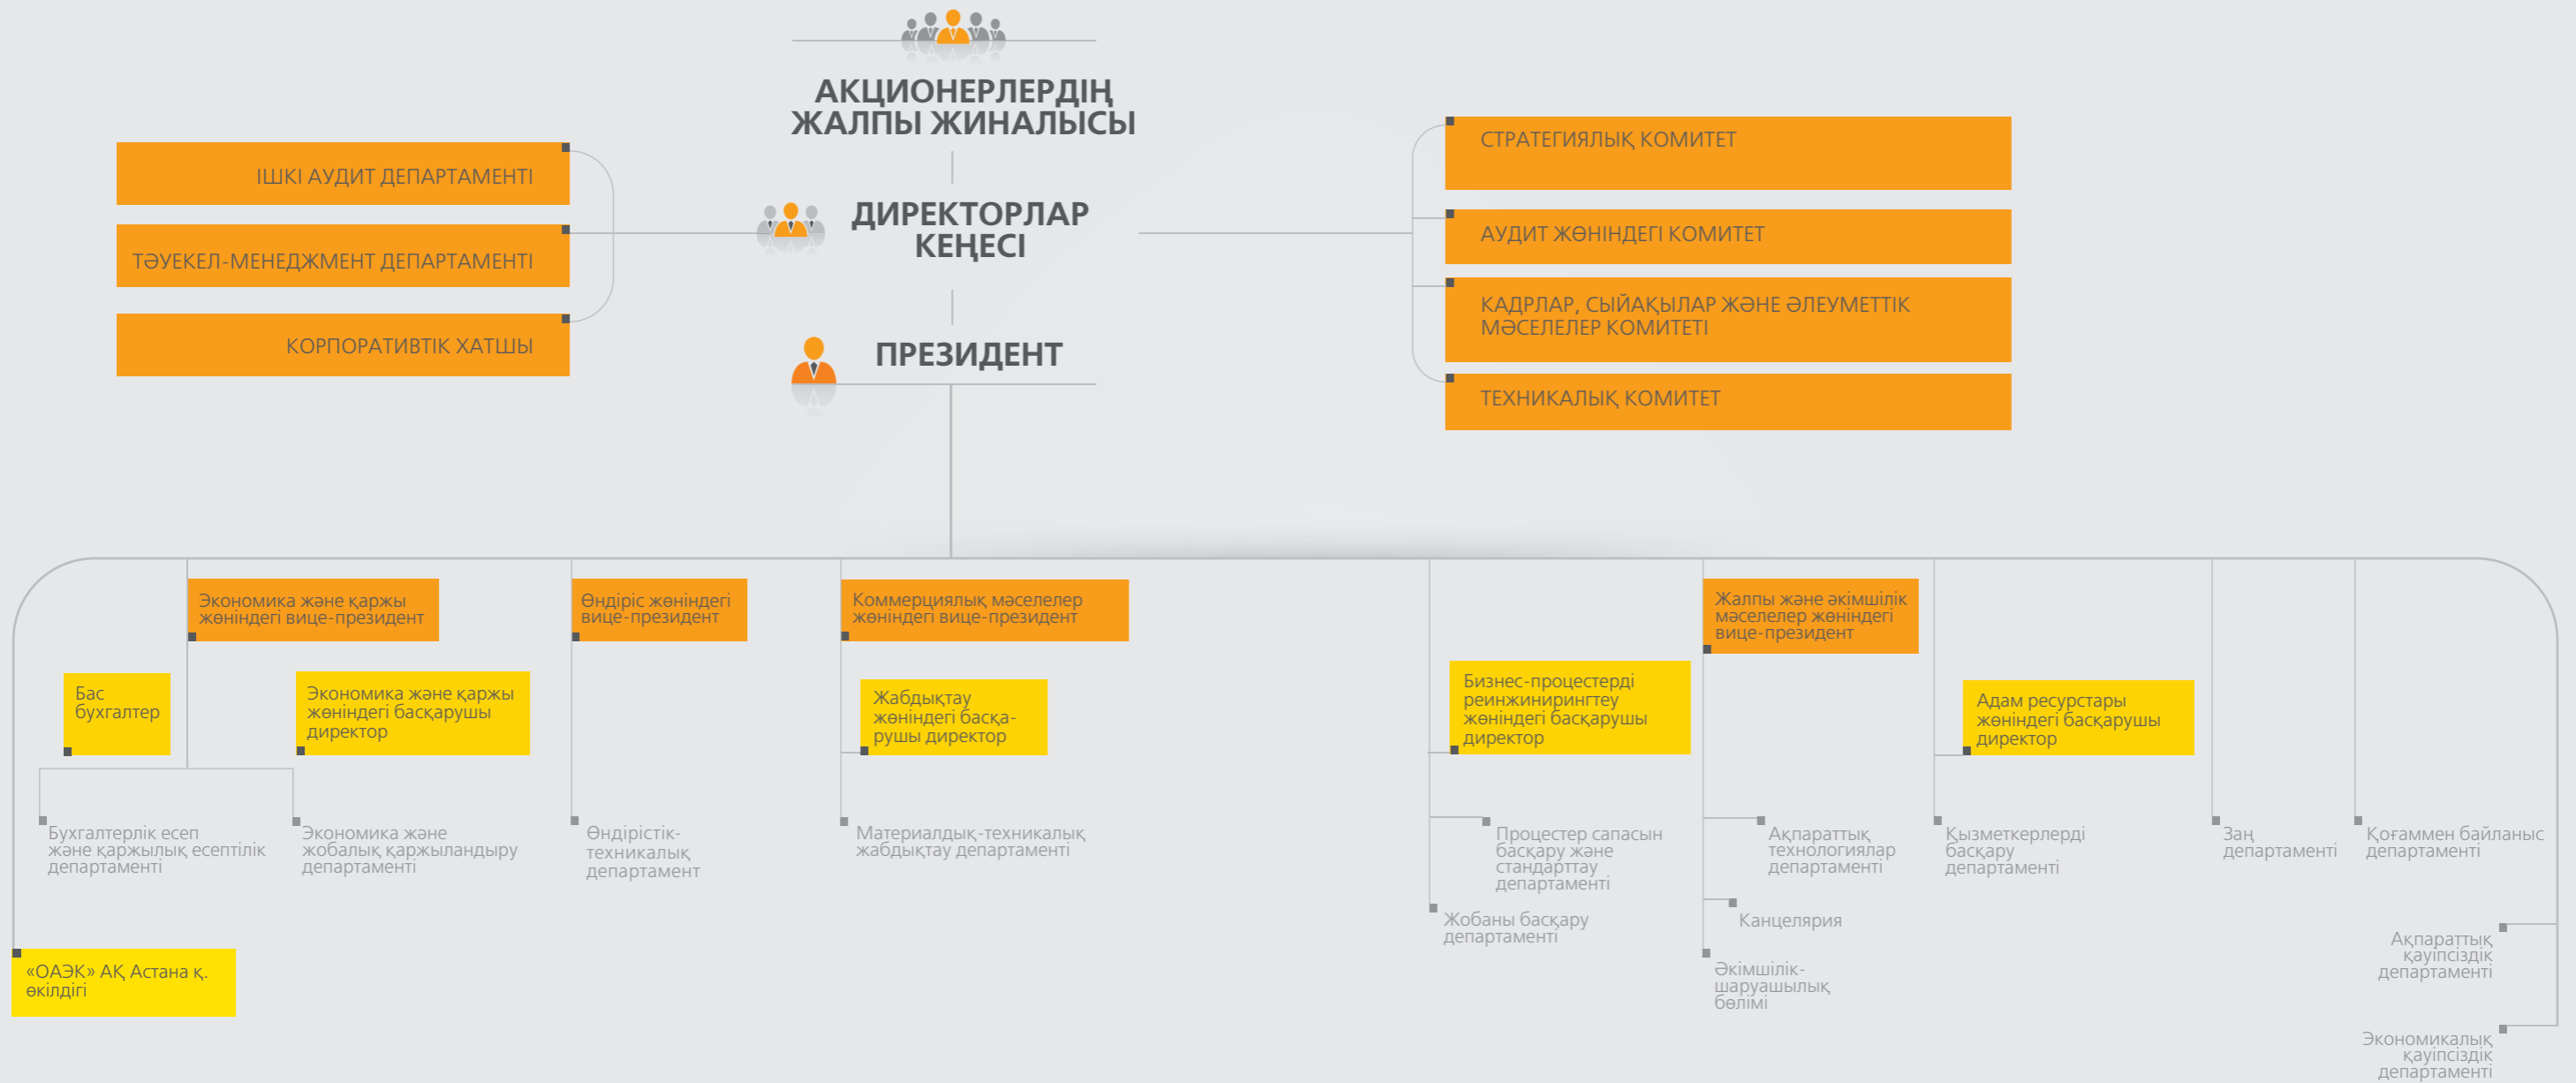 АКЦИОНЕРЛЕРДІҢ
ЖАЛПЫ ЖИНАЛЫСЫ
ІШКІ АУДИТ ДЕПАРТАМЕНТІ
ТӘУЕКЕЛ-МЕНЕДЖМЕНТ ДЕПАРТАМЕНТІ
КОРПОРАТИВТІК ХАТШЫ
ДИРЕКТОРЛАР
КЕҢЕСІ
ПРЕЗИДЕНТ
СТРАТЕГИЯЛЫҚ КОМИТЕТ
АУДИТ ЖӨНІНДЕГІ КОМИТЕТ
КАДРЛАР, СЫЙАҚЫЛАР ЖӘНЕ ӘЛЕУМЕТТІК
МӘСЕЛЕЛЕР КОМИТЕТІ
ТЕХНИКАЛЫҚ КОМИТЕТ
Экономика және қаржы
жөніндегі вице-президент
Өндіріс жөніндегі
вице-президент
Коммерциялық мәселелер
жөніндегі вице-президент
Жалпы және әкімшілік
мәселелер жөніндегі
вице-президент
Бас
бухгалтер
Экономика және қаржы
жөніндегі басқарушы
директор
Жабдықтау
жөніндегі басқа-
рушы директор
Бизнес-процестерді
реинжинирингтеу
жөніндегі басқарушы
директор
Адам ресурстары
жөніндегі басқарушы
директор
Бухгалтерлік есеп
және қаржылық есептілік
департаменті
Экономика және
жобалық қаржыландыру
департаменті
Өндірістік-
техникалық
департамент
Материалдық-техникалық
жабдықтау департаменті
Процестер сапасын
басқару және
стандарттау
департаменті
Жобаны басқару
департаменті
Ақпараттық
технологиялар
департаменті
Канцелярия
Әкімшілік-
шаруашылық
бөлімі
Қызметкерлерді
басқару
департаменті
Заң
департаменті
Қоғаммен байланыс
департаменті
Ақпараттық
қауіпсіздік
департаменті
Экономикалық
қауіпсіздік
департаменті
«ОАЭК» АҚ Астана қ.
өкілдігі